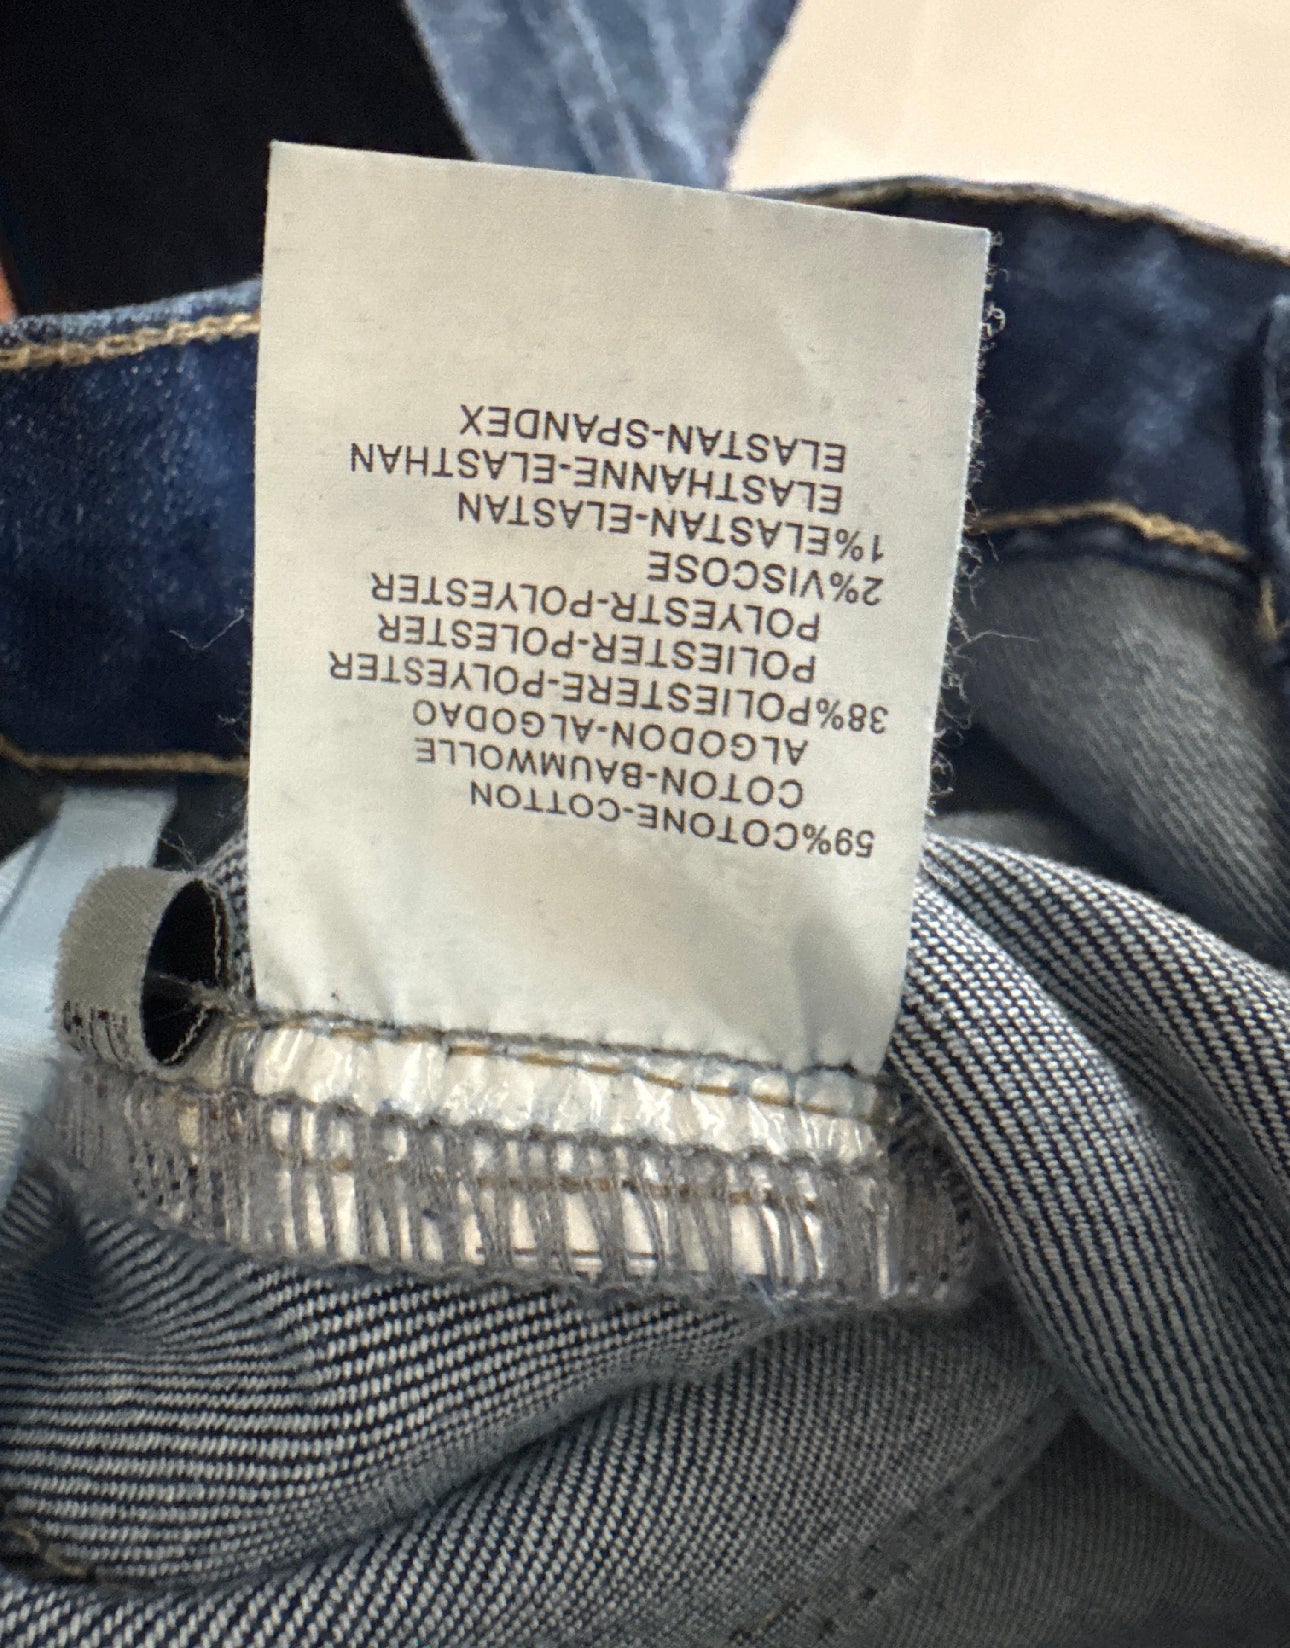 59%COTONE-COTTON
COTON-BAUMWOLLE
ALGODON-ALGODAO
38%POLIESTERE-POLYESTER
POLIESTER-POLESTER
POLYESTR-POLYESTER
2%VISCOSE
1%ELASTAN-ELASTAN
ELASTHANNE-ELASTHAN
ELASTAN-SPANDEX